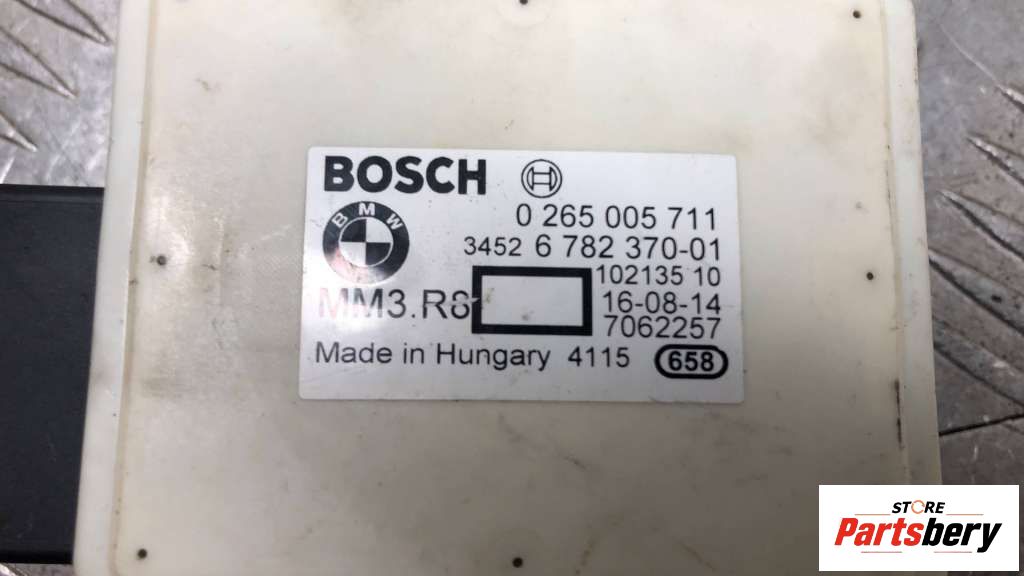 BOSCH
BMW
0 265 005 711
3452 6 782 370-01
102135 10
MM3.R8
16-08-14
7062257
Made in Hungary 4115 658
STORE
Partsbery